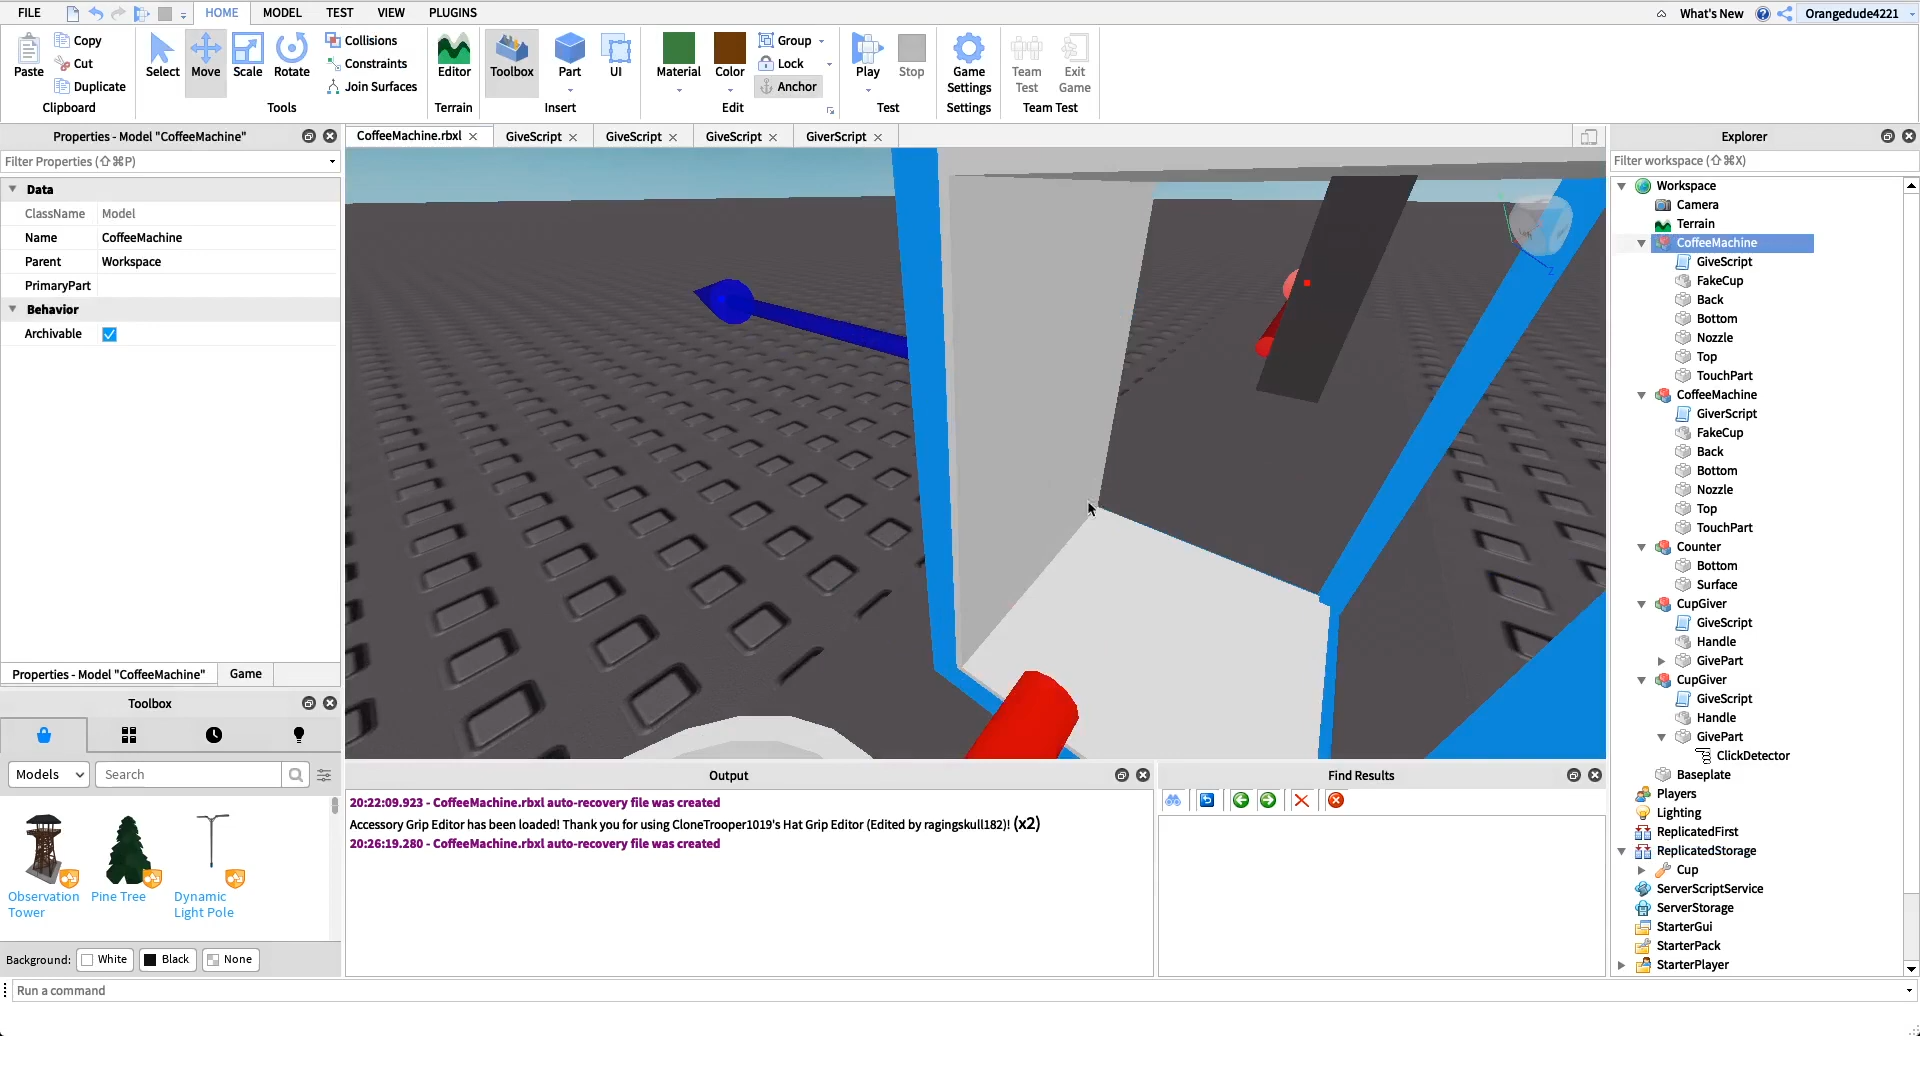 FILE HOME MODEL TEST VIEW PLUGINS What's New Orangedude4221
Paste Copy Cut Duplicate Clipboard
Select Move Scale Rotate Collisions Constraints Join Surfaces Tools
Editor Terrain
Toolbox Part UI Insert
Material Color Group Lock Anchor Edit
Play Stop Test
Game Settings Settings
Team Test Exit Game Team Test
Properties - Model "CoffeeMachine"
Filter Properties (⇧⌘P)
Data
ClassName Model
Name CoffeeMachine
Parent Workspace
PrimaryPart
Behavior
Archivable
Properties - Model "CoffeeMachine" Game
Toolbox
Models Search
Observation Tower
Pine Tree
Dynamic Light Pole
Background: White Black None
CoffeeMachine.rbxl GiveScript GiveScript GiveScript GiverScript
Z
Output
20:22:09.923 - CoffeeMachine.rbxl auto-recovery file was created
Accessory Grip Editor has been loaded! Thank you for using CloneTrooper1019's Hat Grip Editor (Edited by ragingskull182)! (x2)
20:26:19.280 - CoffeeMachine.rbxl auto-recovery file was created
Find Results
Explorer
Filter workspace (⇧⌘X)
Workspace
Camera
Terrain
CoffeeMachine
GiveScript
FakeCup
Back
Bottom
Nozzle
Top
TouchPart
CoffeeMachine
GiverScript
FakeCup
Back
Bottom
Nozzle
Top
TouchPart
Counter
Bottom
Surface
CupGiver
GiveScript
Handle
GivePart
CupGiver
GiveScript
Handle
GivePart
ClickDetector
Baseplate
Players
Lighting
ReplicatedFirst
ReplicatedStorage
Cup
ServerScriptService
ServerStorage
StarterGui
StarterPack
StarterPlayer
Run a command